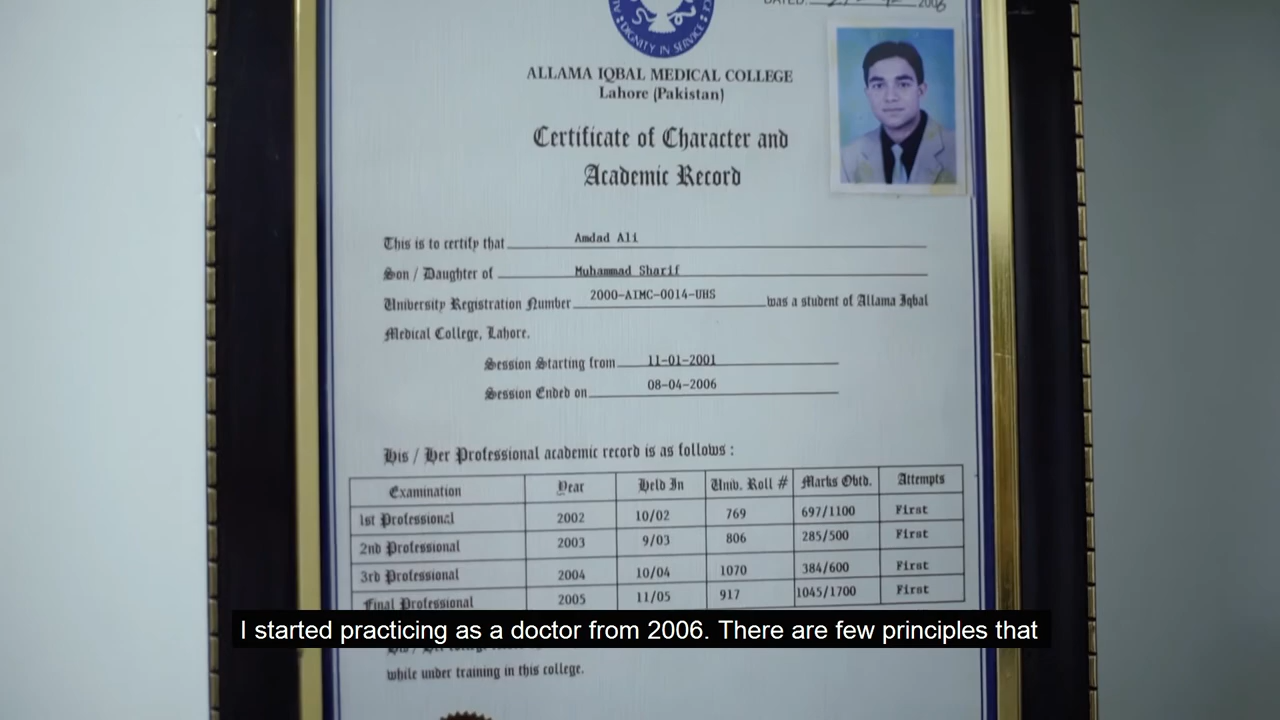 DATED: 2006
DIGNITY IN SERVICE
ALLAMA IQBAL MEDICAL COLLEGE
Lahore (Pakistan)
Certificate of Character and
Academic Record
This is to certify that Amdad Ali
Son / Daughter of Muhammad Sharif
University Registration Number 2000-AIMC-0014-UHS was a student of Allama Iqbal
Medical College, Lahore.
Session Starting from 11-01-2001
Session Ended on 08-04-2006
His / Her Professional academic record is as follows :
Examination Year Held In Univ. Roll # Marks Obtd. Attempts
1st Professional 2002 10/02 769 697/1100 First
2nd Professional 2003 9/03 806 285/500 First
3rd Professional 2004 10/04 1070 384/600 First
Final Professional 2005 11/05 917 1045/1700 First
I started practicing as a doctor from 2006. There are few principles that
while under training in this college.